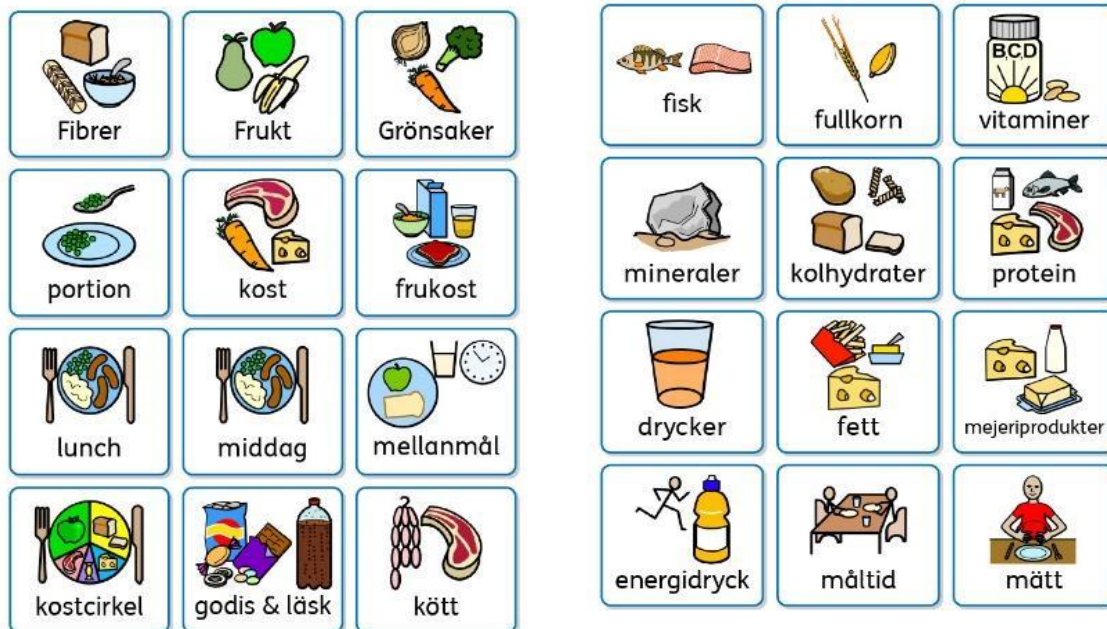 Fibrer
Frukt
Grönsaker
portion
kost
frukost
lunch
middag
mellanmål
kostcirkel
godis & läsk
kött
fisk
fullkorn
B,C,D
vitaminer
mineraler
kolhydrater
protein
drycker
fett
mejeriprodukter
energidryck
måltid
mätt